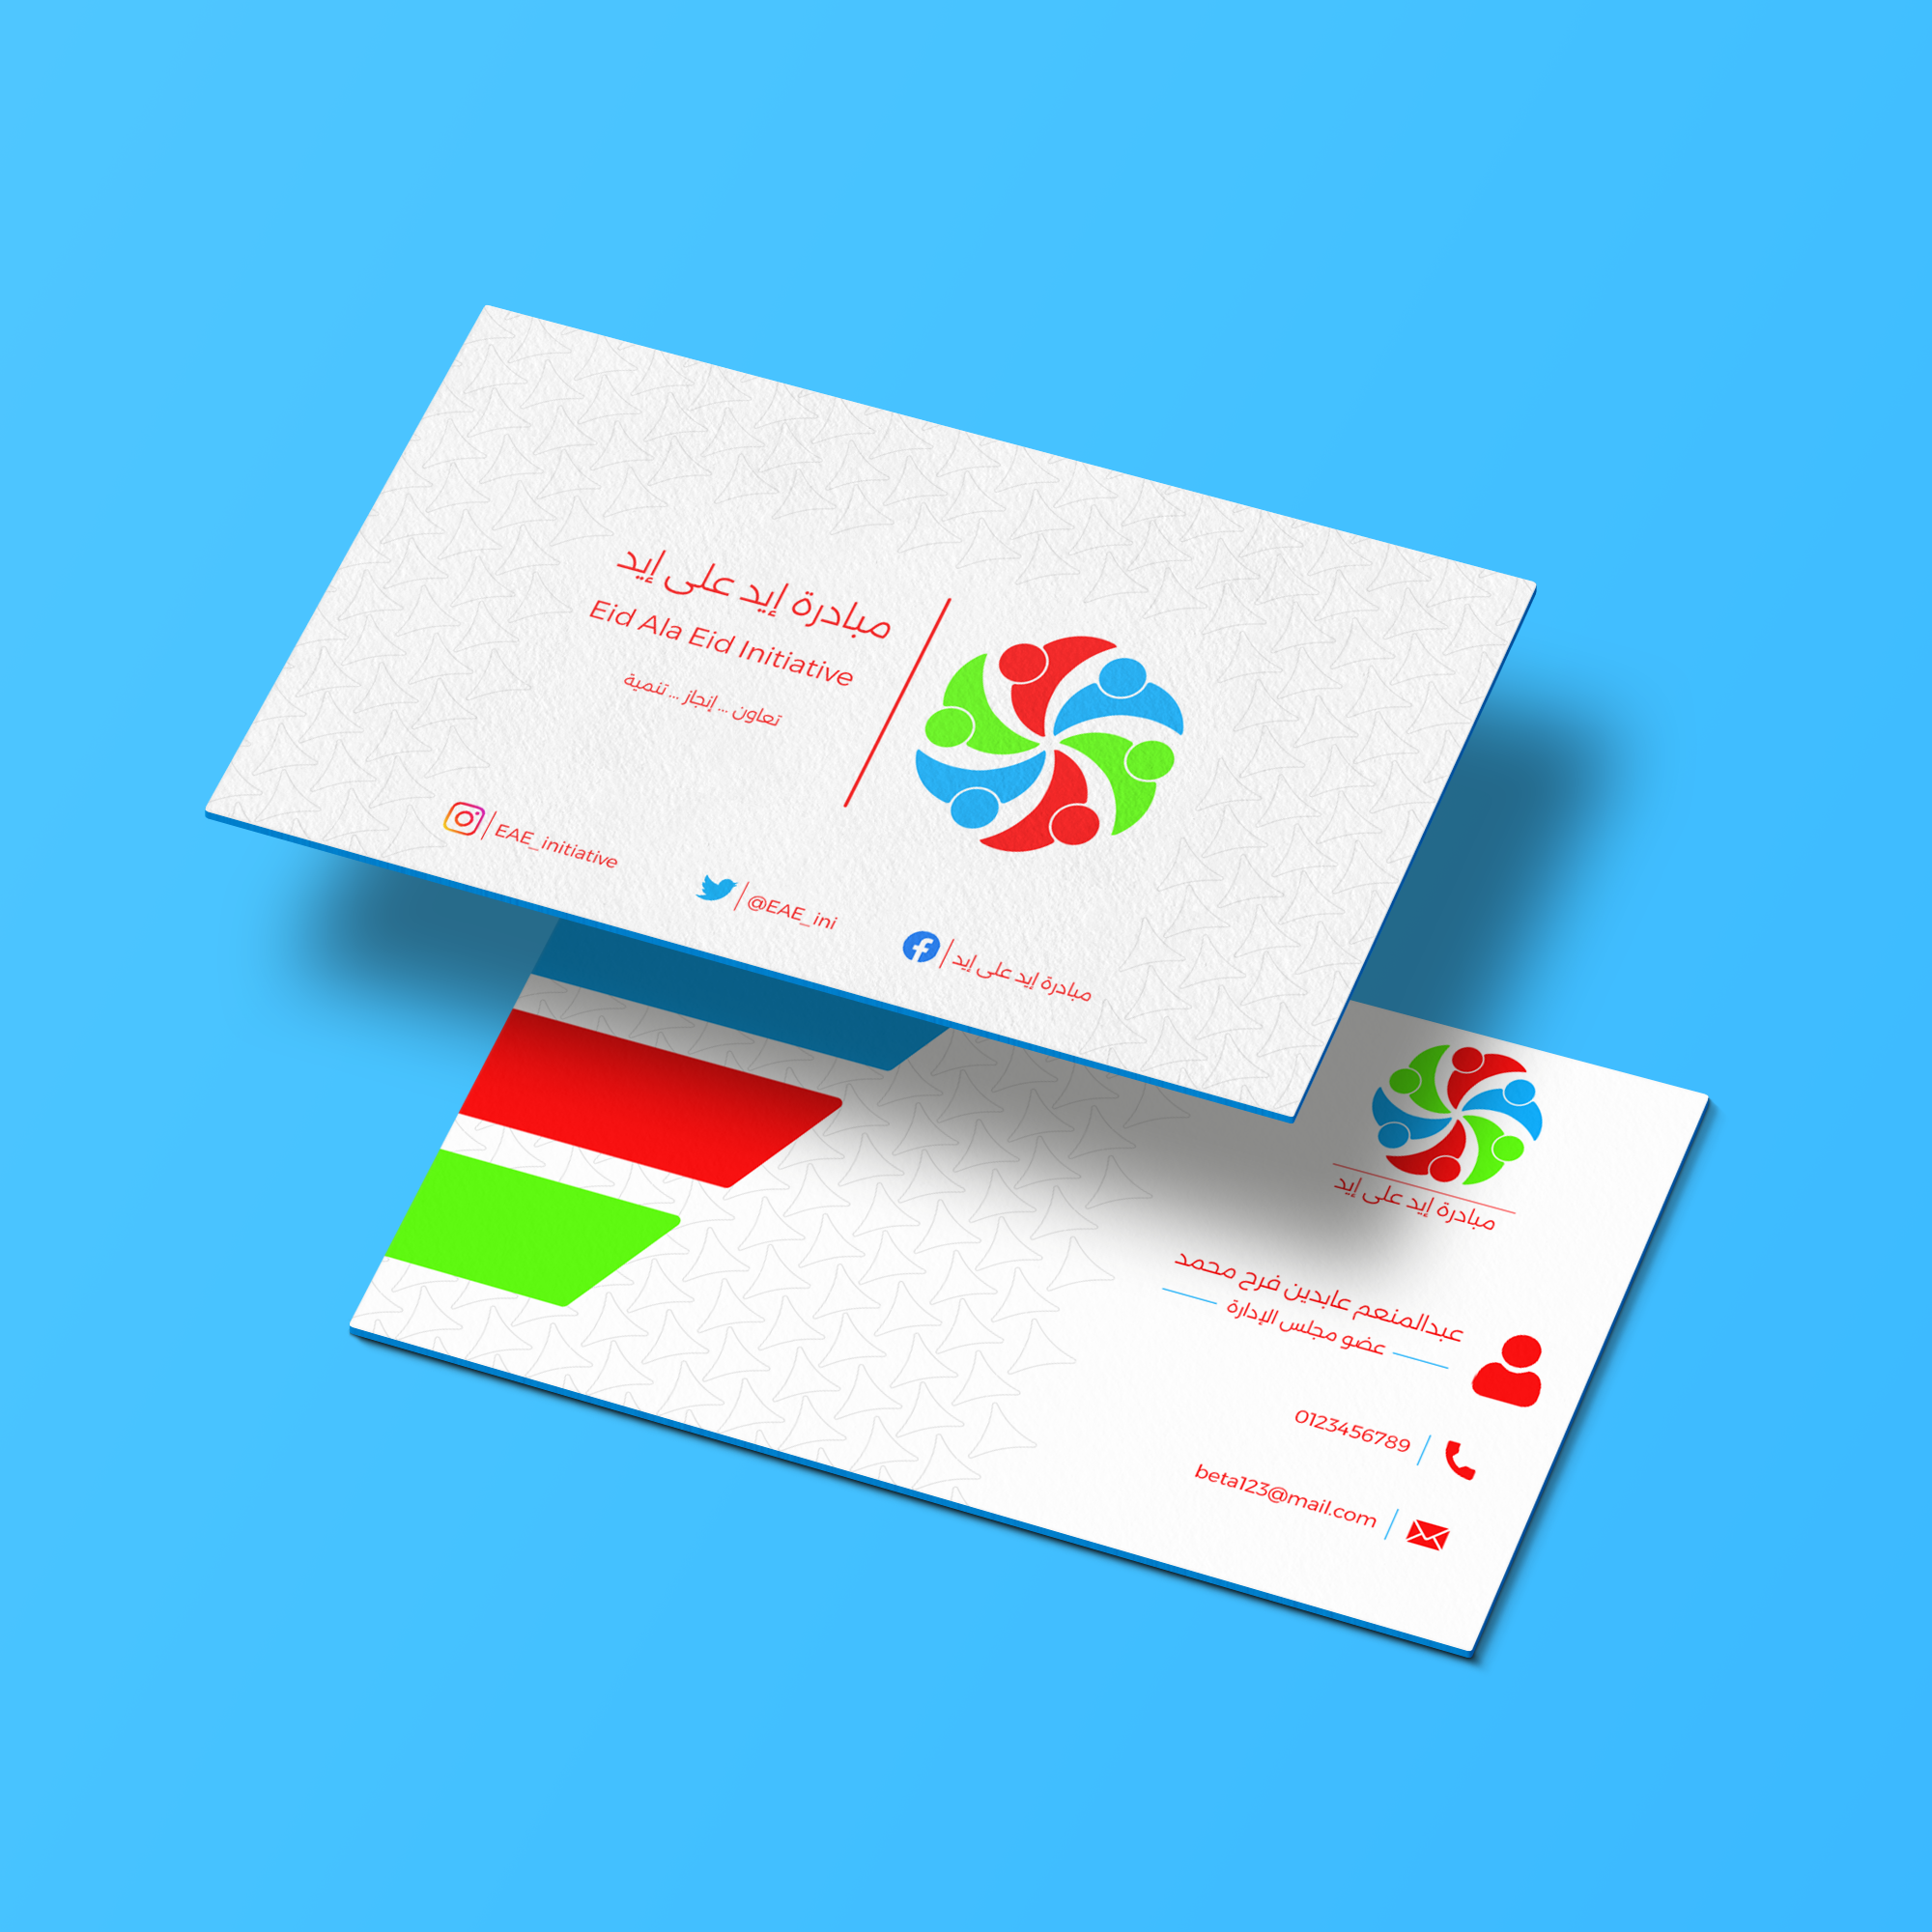 مبادرة إيد على إيد
Eid Ala Eid Initiative
تعاون ... إنجاز ... تنمية
EAE_initiative
@EAE_ini
مبادرة إيد على إيد
مبادرة إيد على إيد
عبدالمنعم عابدين فرح محمد
عضو مجلس الإدارة
0123456789
beta123@mail.com